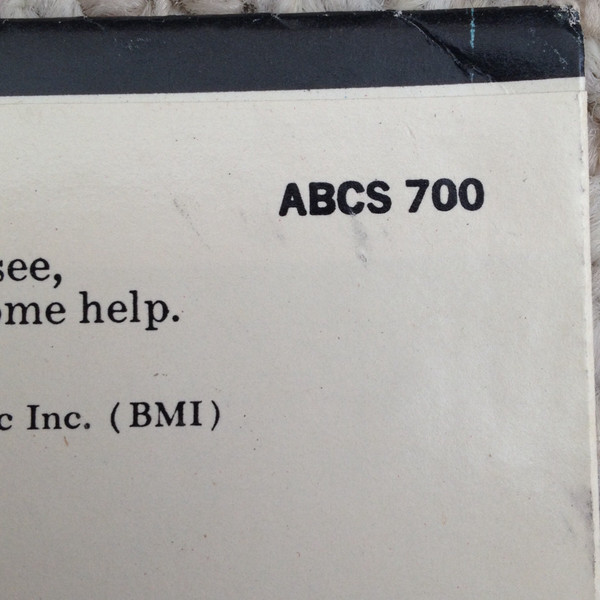 ABCS 700
see,
ome help.
c Inc. (BMI)